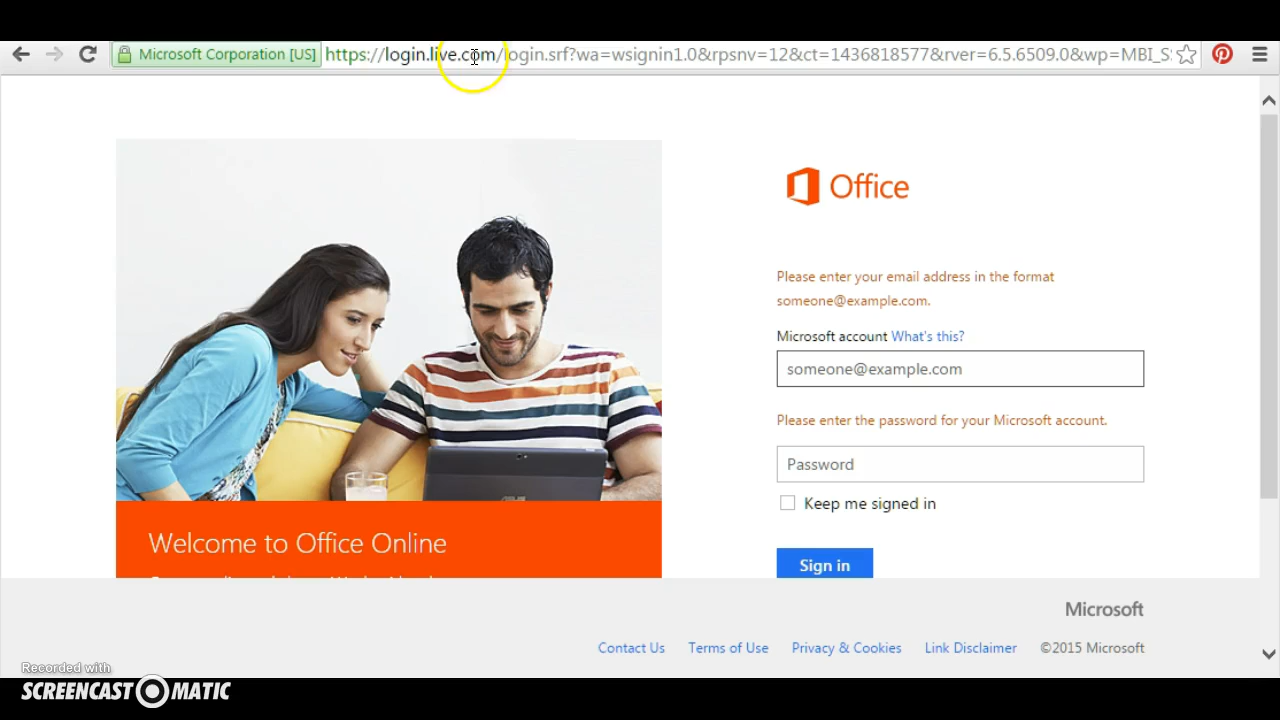 Microsoft Corporation [US] https://login.live.com/login.srf?wa=wsignin1.0&rpsnv=12&ct=1436818577&rver=6.5.6509.0&wp=MBI_S
Office
Please enter your email address in the format
someone@example.com.
Microsoft account What's this?
someone@example.com
Please enter the password for your Microsoft account.
Password
Keep me signed in
Sign in
Welcome to Office Online
Microsoft
Contact Us Terms of Use Privacy & Cookies Link Disclaimer ©2015 Microsoft
Recorded with
SCREENCAST-O-MATIC